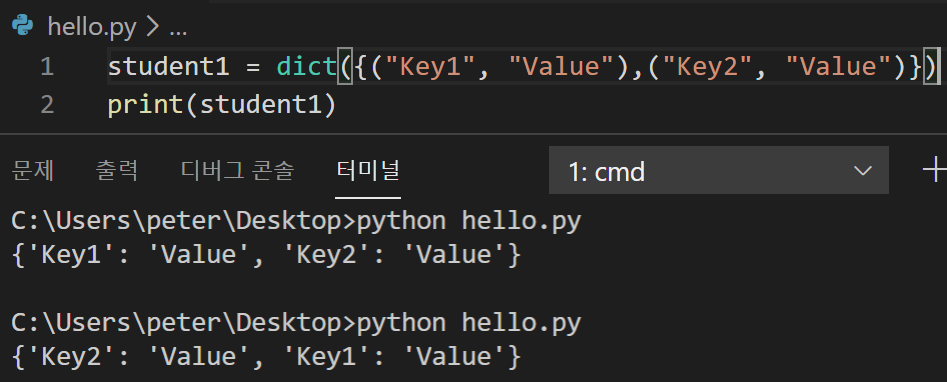 hello.py > ...
1 student1 = dict({("Key1", "Value"),("Key2", "Value")})
2 print(student1)
문제 출력 디버그 콘솔 터미널 1: cmd
C:\Users\peter\Desktop>python hello.py
{'Key1': 'Value', 'Key2': 'Value'}
C:\Users\peter\Desktop>python hello.py
{'Key2': 'Value', 'Key1': 'Value'}